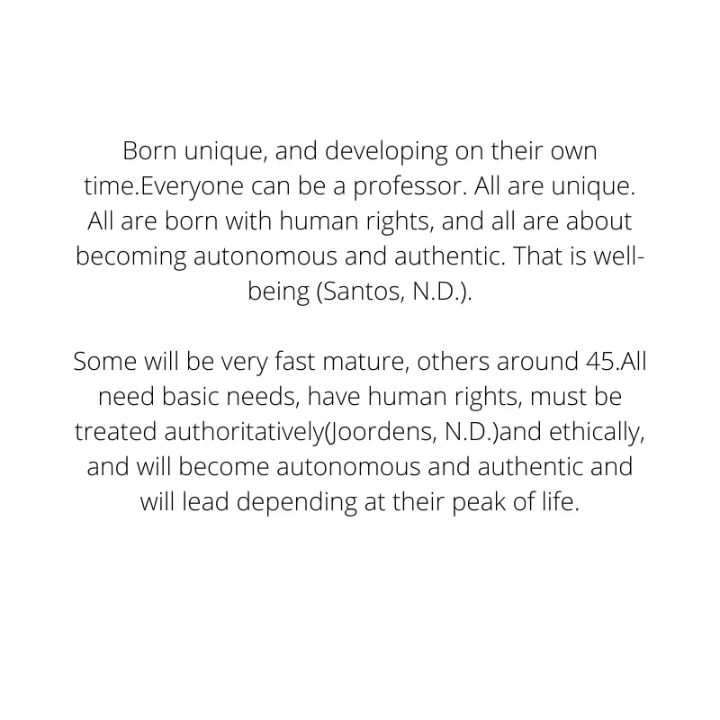 Born unique, and developing on their own
time.Everyone can be a professor. All are unique.
All are born with human rights, and all are about
becoming autonomous and authentic. That is well-
being (Santos, N.D.).
Some will be very fast mature, others around 45.All
need basic needs, have human rights, must be
treated authoritatively(Joordens, N.D.)and ethically,
and will become autonomous and authentic and
will lead depending at their peak of life.